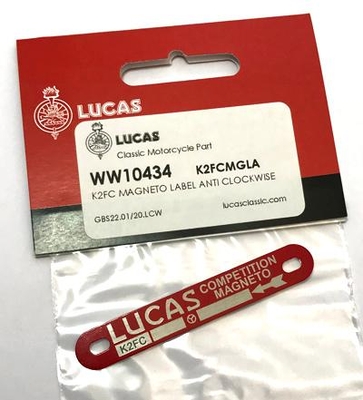 LUCAS
LUCAS
Classic Motorcycle Part
WW10434 K2FCMGLA
K2FC MAGNETO LABEL ANTI CLOCKWISE
GBS22.01/20.LCW lucasclassic.com
LUCAS COMPETITION
MAGNETO
K2FC